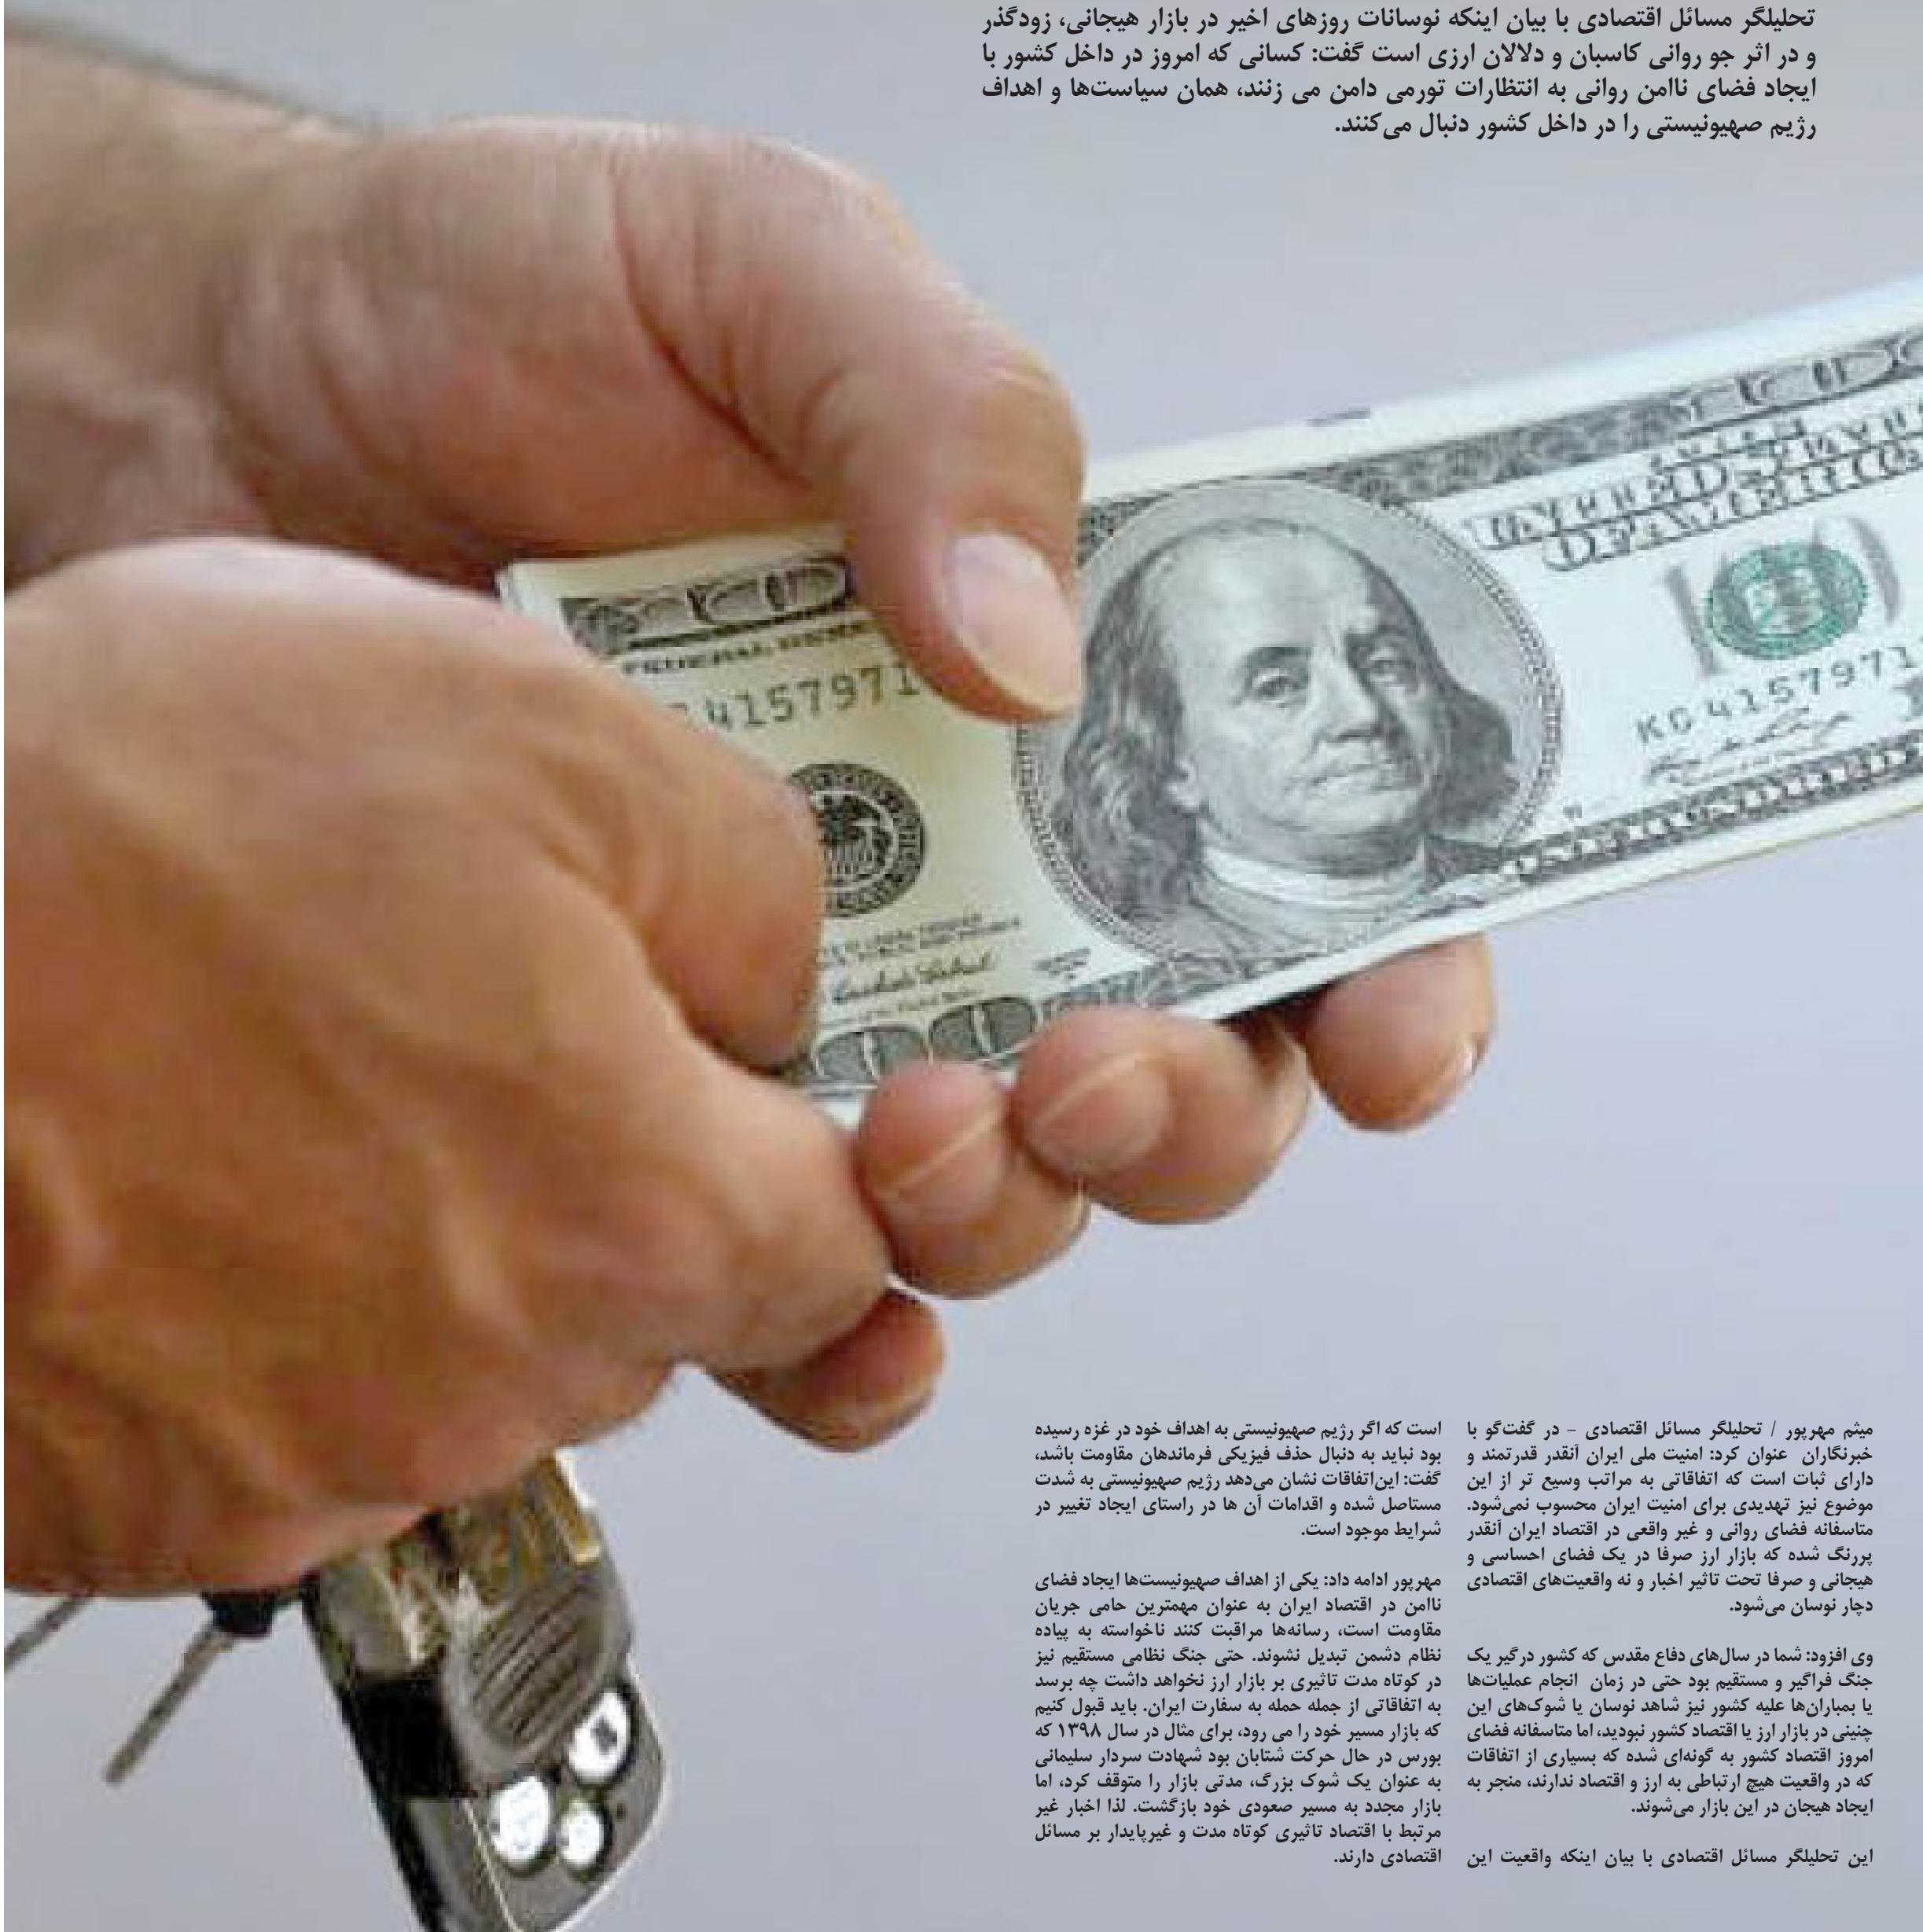 تحلیلگر مسائل اقتصادی با بیان اینکه نوسانات روزهای اخیر در بازار هیجانی، زودگذر
و در اثر جو روانی کاسبان و دلالان ارزی است گفت: کسانی که امروز در داخل کشور با
ایجاد فضای ناامن روانی به انتظارات تورمی دامن می زنند، همان سیاست‌ها و اهداف
رژیم صهیونیستی را در داخل کشور دنبال می‌کنند.
4157971
KG 4157971
میثم مهرپور / تحلیلگر مسائل اقتصادی - در گفت‌گو با
خبرنگاران عنوان کرد: امنیت ملی ایران آنقدر قدرتمند و
دارای ثبات است که اتفاقاتی به مراتب وسیع تر از این
موضوع نیز تهدیدی برای امنیت ایران محسوب نمی‌شود.
متاسفانه فضای روانی و غیر واقعی در اقتصاد ایران آنقدر
پررنگ شده که بازار ارز صرفا در یک فضای احساسی و
هیجانی و صرفا تحت تاثیر اخبار و نه واقعیت‌های اقتصادی
دچار نوسان می‌شود.
وی افزود: شما در سال‌های دفاع مقدس که کشور درگیر یک
جنگ فراگیر و مستقیم بود حتی در زمان انجام عملیات‌ها
یا بمباران‌ها علیه کشور نیز شاهد نوسان یا شوک‌های این
چنینی در بازار ارز یا اقتصاد کشور نبودید، اما متاسفانه فضای
امروز اقتصاد کشور به گونه‌ای شده که بسیاری از اتفاقات
که در واقعیت هیچ ارتباطی به ارز و اقتصاد ندارند، منجر به
ایجاد هیجان در این بازار می‌شوند.
این تحلیلگر مسائل اقتصادی با بیان اینکه واقعیت این
است که اگر رژیم صهیونیستی به اهداف خود در غزه رسیده
بود نباید به دنبال حذف فیزیکی فرماندهان مقاومت باشد،
گفت: این‌اتفاقات نشان می‌دهد رژیم صهیونیستی به شدت
مستاصل شده و اقدامات آن ها در راستای ایجاد تغییر در
شرایط موجود است.
مهرپور ادامه داد: یکی از اهداف صهیونیست‌ها ایجاد فضای
ناامن در اقتصاد ایران به عنوان مهمترین حامی جریان
مقاومت است، رسانه‌ها مراقبت کنند ناخواسته به پیاده
نظام دشمن تبدیل نشوند. حتی جنگ نظامی مستقیم نیز
در کوتاه مدت تاثیری بر بازار ارز نخواهد داشت چه برسد
به اتفاقاتی از جمله حمله به سفارت ایران. باید قبول کنیم
که بازار مسیر خود را می رود، برای مثال در سال ۱۳۹۸ که
بورس در حال حرکت شتابان بود شهادت سردار سلیمانی
به عنوان یک شوک بزرگ، مدتی بازار را متوقف کرد، اما
بازار مجدد به مسیر صعودی خود بازگشت. لذا اخبار غیر
مرتبط با اقتصاد تاثیری کوتاه مدت و غیرپایدار بر مسائل
اقتصادی دارند.